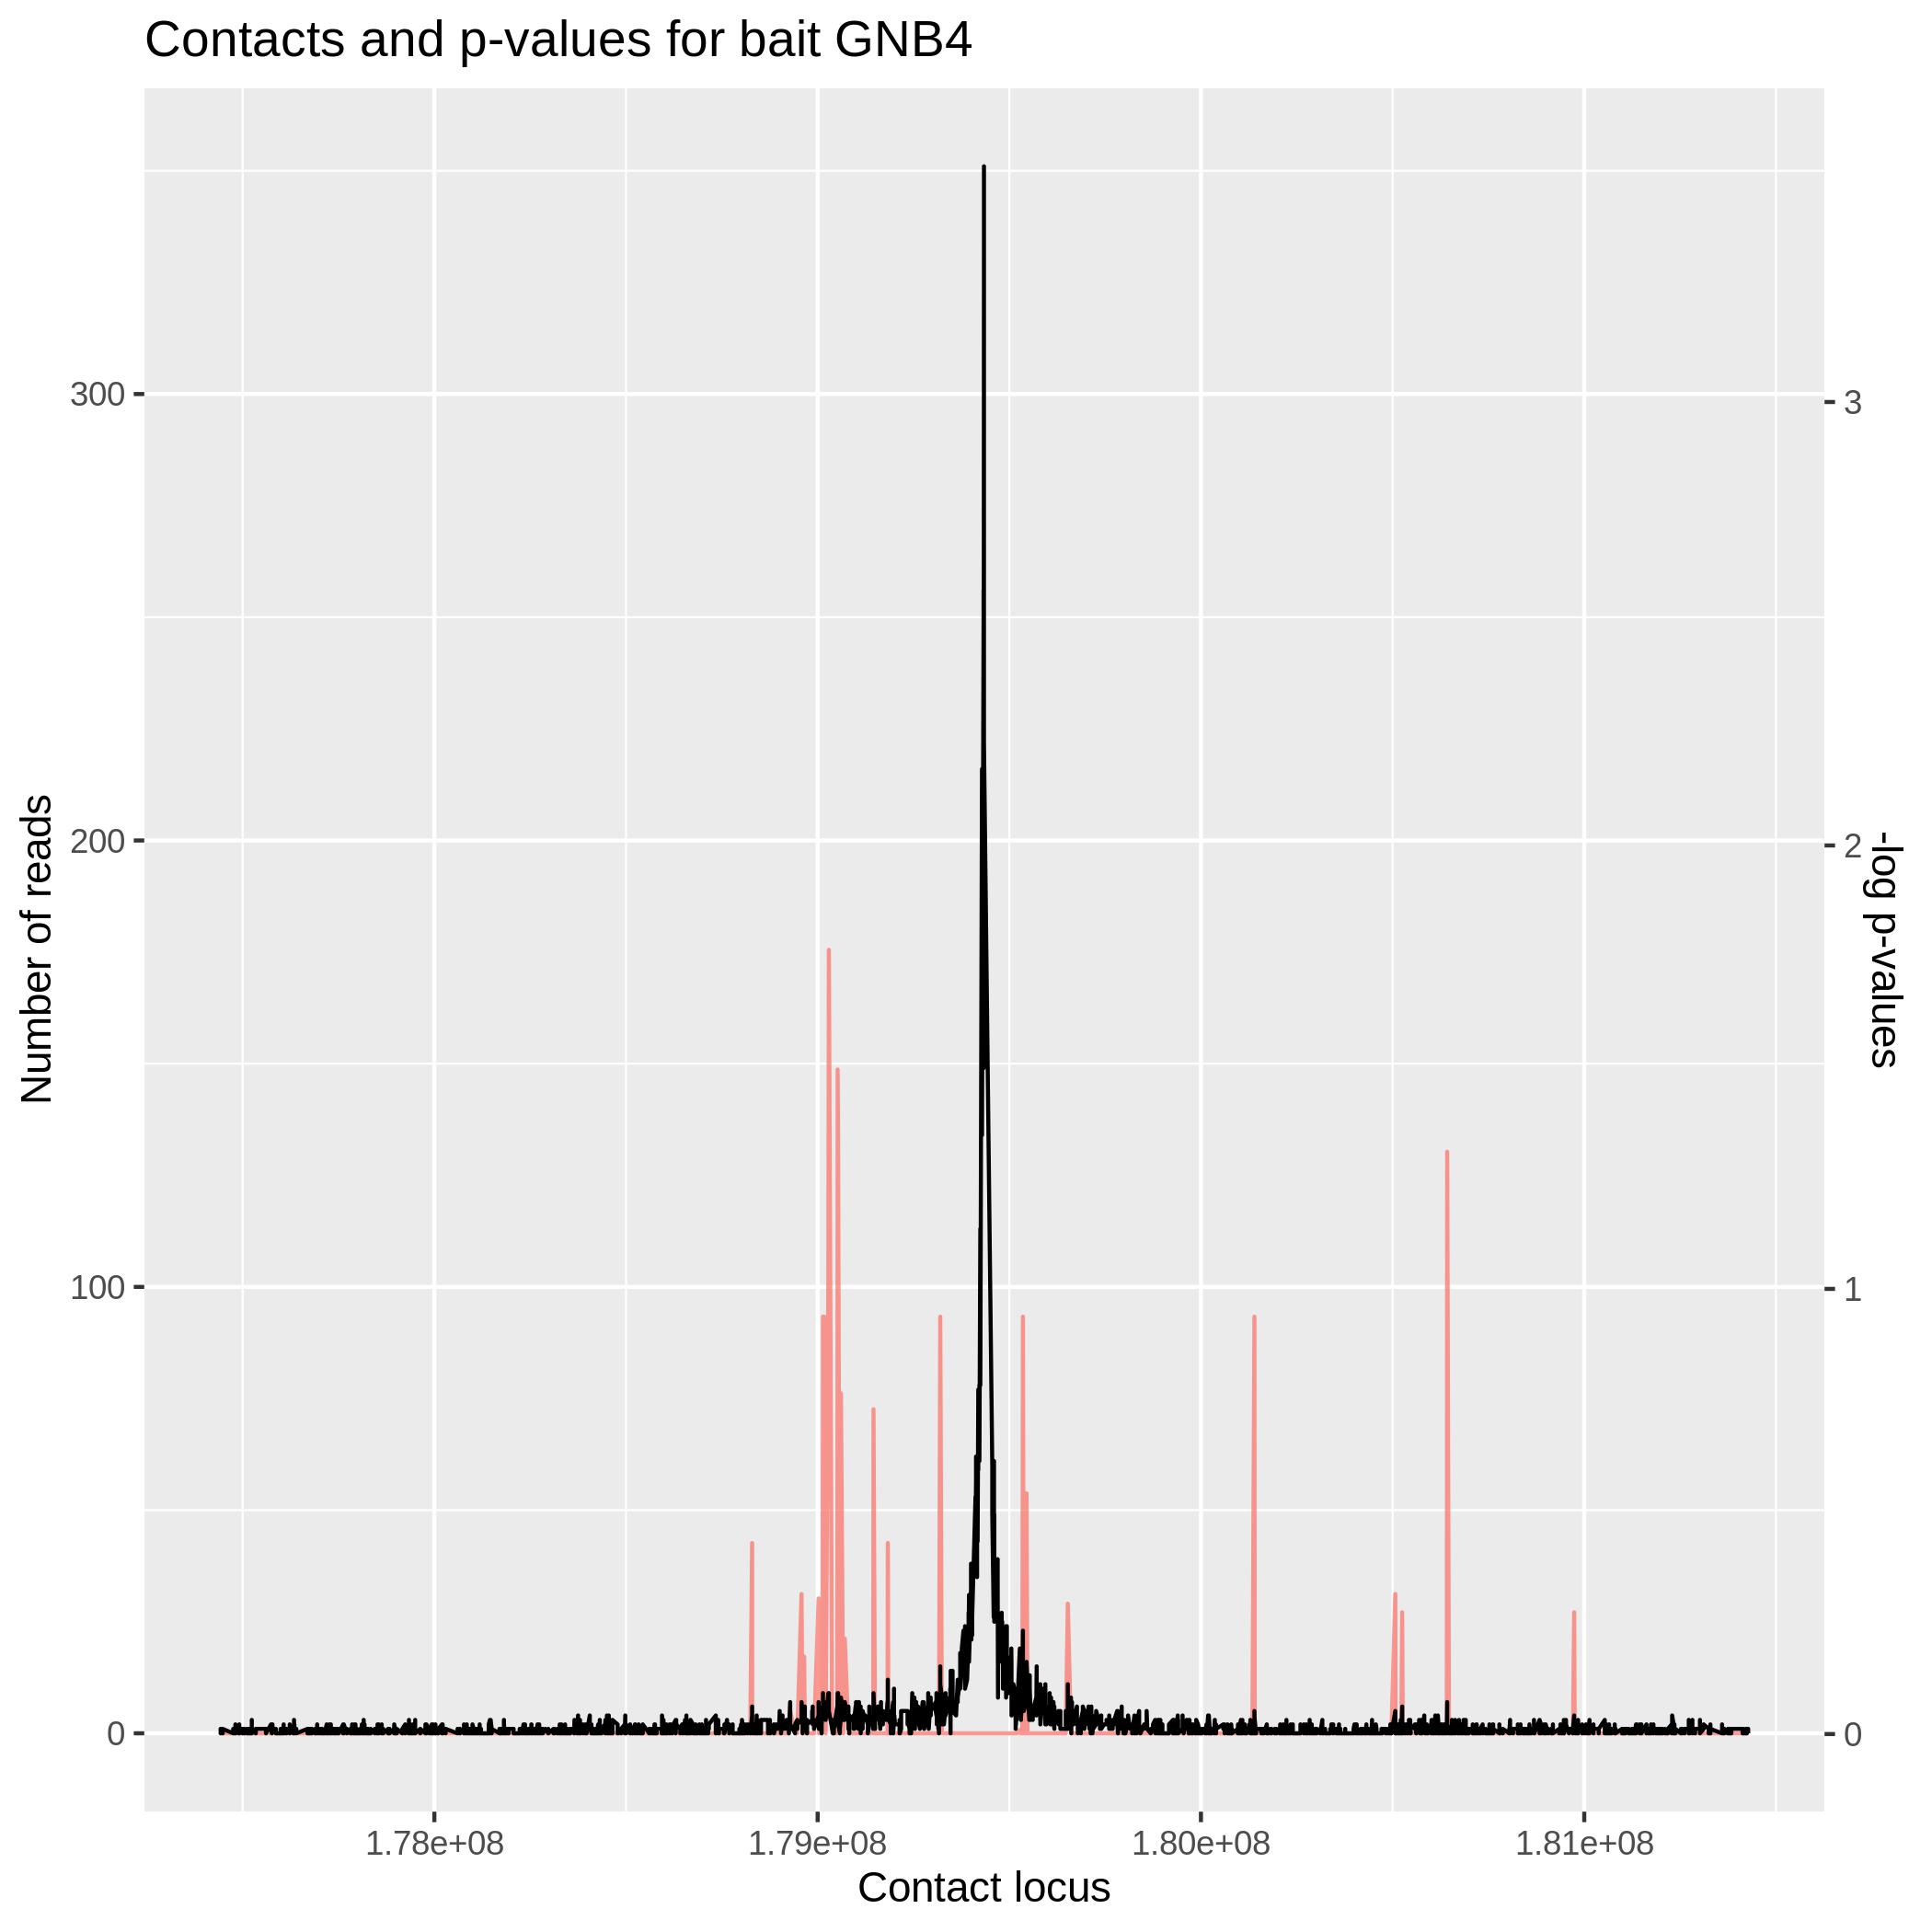 Contacts and p-values for bait GNB4
Number of reads
300
200
100
0
3
2
1
0
-log p-values
1.78e+08
1.79e+08
1.80e+08
1.81e+08
Contact locus